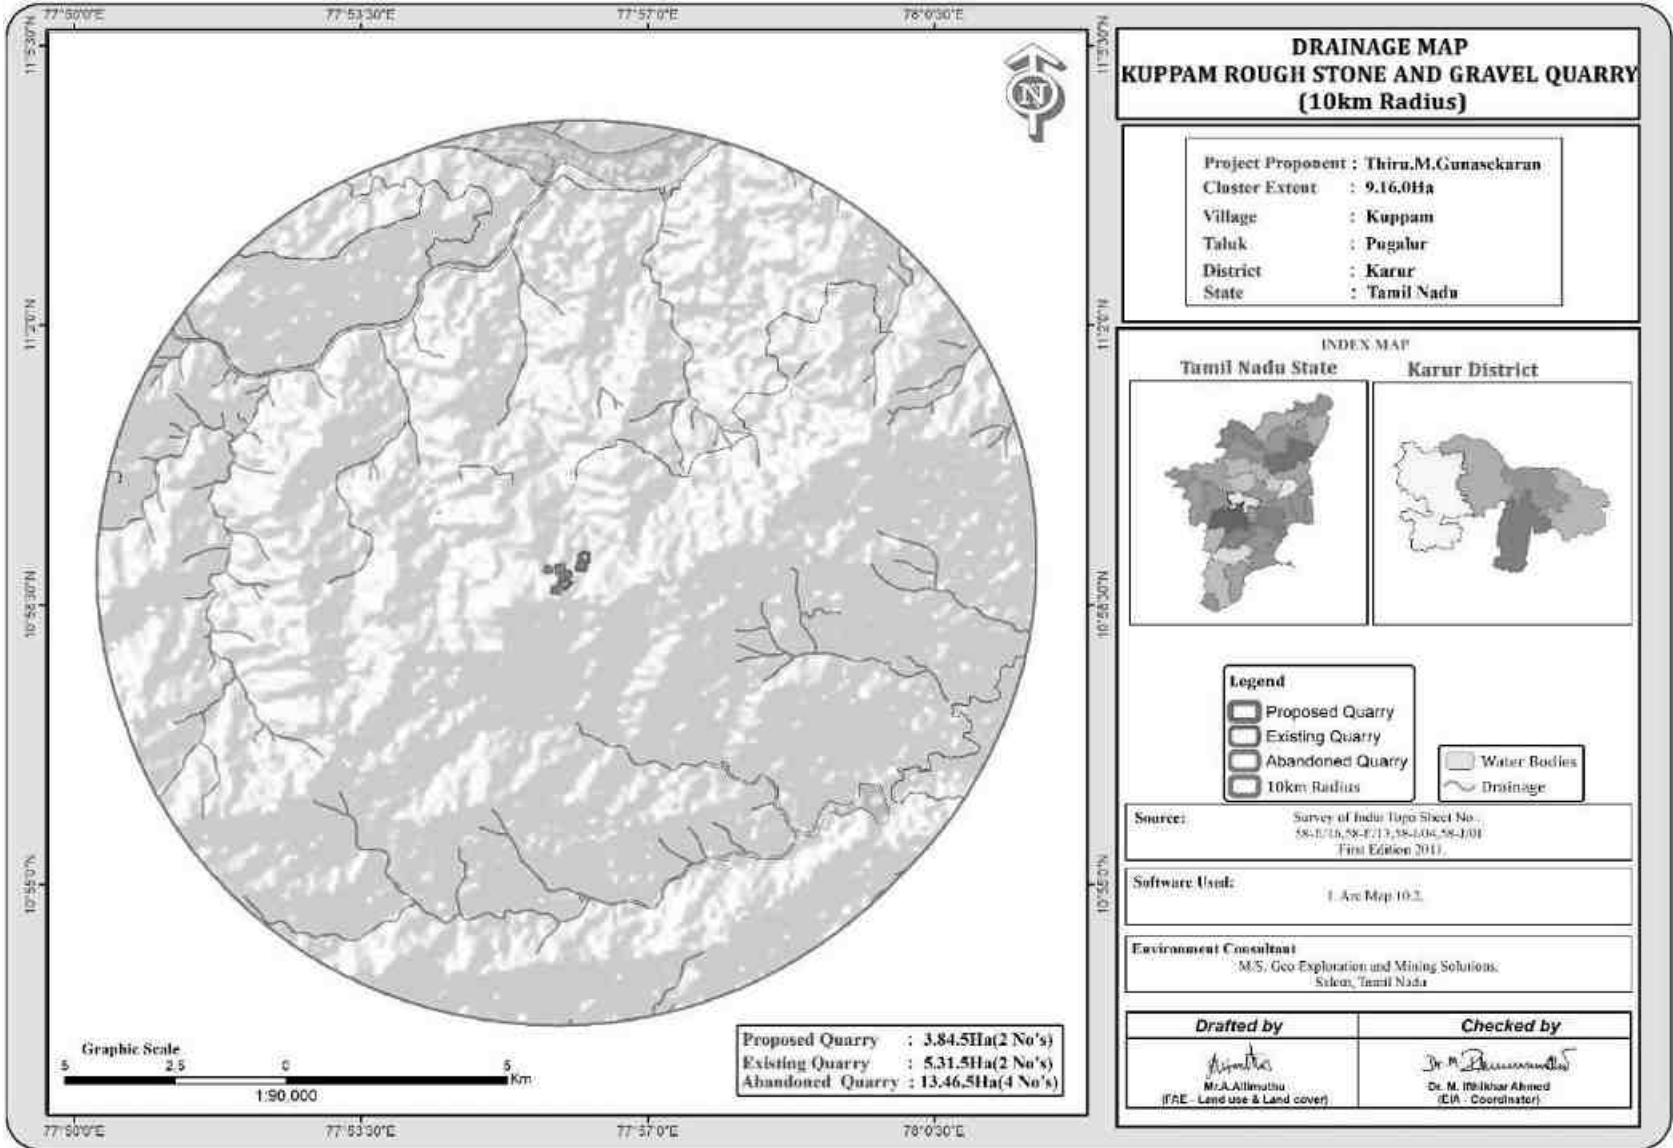 77°50'0"E
77°53'30"E
77°57'0"E
78°0'30"E
11°5'30"N
11°5'30"N
N
11°2'0"N
11°2'0"N
10°58'30"N
10°58'30"N
10°55'0"N
10°55'0"N
Graphic Scale
5 2.5 0 5
Km
1:90,000
Proposed Quarry : 3.84.5Ha(2 No's)
Existing Quarry : 5.31.5Ha(2 No's)
Abandoned Quarry : 13.46.5Ha(4 No's)
77°50'0"E
77°53'30"E
77°57'0"E
78°0'30"E
DRAINAGE MAP
KUPPAM ROUGH STONE AND GRAVEL QUARRY
(10km Radius)
Project Proponent : Thiru.M.Gunasekaran
Cluster Extent : 9.16.0Ha
Village : Kuppam
Taluk : Pugalur
District : Karur
State : Tamil Nadu
INDEX MAP
Tamil Nadu State Karur District
Legend
Proposed Quarry
Existing Quarry
Abandoned Quarry
10km Radius
Water Bodies
Drainage
Source:
Survey of India Topo Sheet No.
First Edition 2011.
Software Used:
1. Arc Map 10.2.
Environment Consultant
M/S. Geo Exploration and Mining Solutions,
Salem, Tamil Nadu
Drafted by Checked by
Mr.A.Allimuthu
(FAE - Land use & Land cover)
Dr. M. Ifthikhar Ahmed
(EIA - Coordinator)